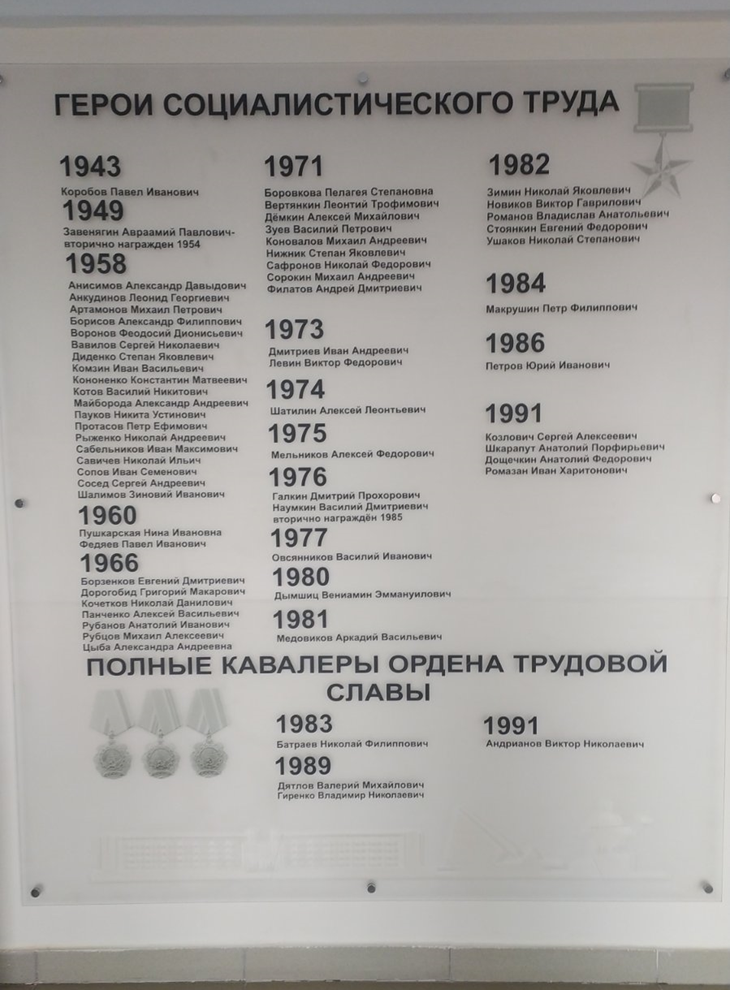 ГЕРОИ СОЦИАЛИСТИЧЕСКОГО ТРУДА
1943
Коробов Павел Иванович
1949
Завенягин Авраамий Павлович-
вторично награжден 1954
1958
Анисимов Александр Давыдович
Анкудинов Леонид Георгиевич
Артамонов Михаил Петрович
Борисов Александр Филиппович
Воронов Феодосий Дионисьевич
Вавилов Сергей Николаевич
Диденко Степан Яковлевич
Комзин Иван Васильевич
Кононенко Константин Матвеевич
Котов Василий Никитович
Майборода Александр Андреевич
Пауков Никита Устинович
Протасов Петр Ефимович
Рыженко Николай Андреевич
Сабельников Иван Максимович
Савичев Николай Ильич
Сопов Иван Семенович
Сосед Сергей Андреевич
Шалимов Зиновий Иванович
1960
Пушкарская Нина Ивановна
Федяев Павел Иванович
1966
Борзенков Евгений Дмитриевич
Дорогобид Григорий Макарович
Кочетков Николай Данилович
Панченко Алексей Васильевич
Рубанов Анатолий Иванович
Рубцов Михаил Алексеевич
Цыба Александра Андреевна
1971
Боровкова Пелагея Степановна
Вертянкин Леонтий Трофимович
Дёмкин Алексей Михайлович
Зуев Василий Петрович
Коновалов Михаил Андреевич
Нижник Степан Яковлевич
Сафронов Николай Федорович
Сорокин Михаил Андреевич
Филатов Андрей Дмитриевич
1973
Дмитриев Иван Андреевич
Левин Виктор Федорович
1974
Шатилин Алексей Леонтьевич
1975
Мельников Алексей Федорович
1976
Галкин Дмитрий Прохорович
Наумкин Василий Дмитриевич
вторично награждён 1985
1977
Овсянников Василий Иванович
1980
Дымшиц Вениамин Эммануилович
1981
Медовиков Аркадий Васильевич
1982
Зимин Николай Яковлевич
Новиков Виктор Гаврилович
Романов Владислав Анатольевич
Стоянкин Евгений Федорович
Ушаков Николай Степанович
1984
Макрушин Петр Филиппович
1986
Петров Юрий Иванович
1991
Козлович Сергей Алексеевич
Шкарапут Анатолий Порфирьевич
Дощечкин Анатолий Федорович
Ромазан Иван Харитонович
ПОЛНЫЕ КАВАЛЕРЫ ОРДЕНА ТРУДОВОЙ
СЛАВЫ
1983
Батраев Николай Филиппович
1989
Дятлов Валерий Михайлович
Гиренко Владимир Николаевич
1991
Андрианов Виктор Николаевич